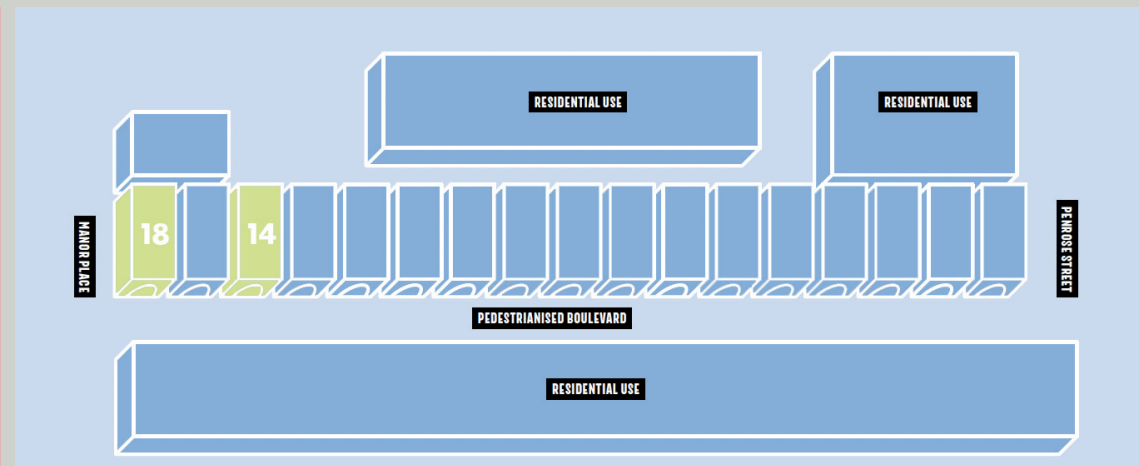 RESIDENTIAL USE
RESIDENTIAL USE
MANOR PLACE
18
14
PENROSE STREET
PEDESTRIANISED BOULEVARD
RESIDENTIAL USE